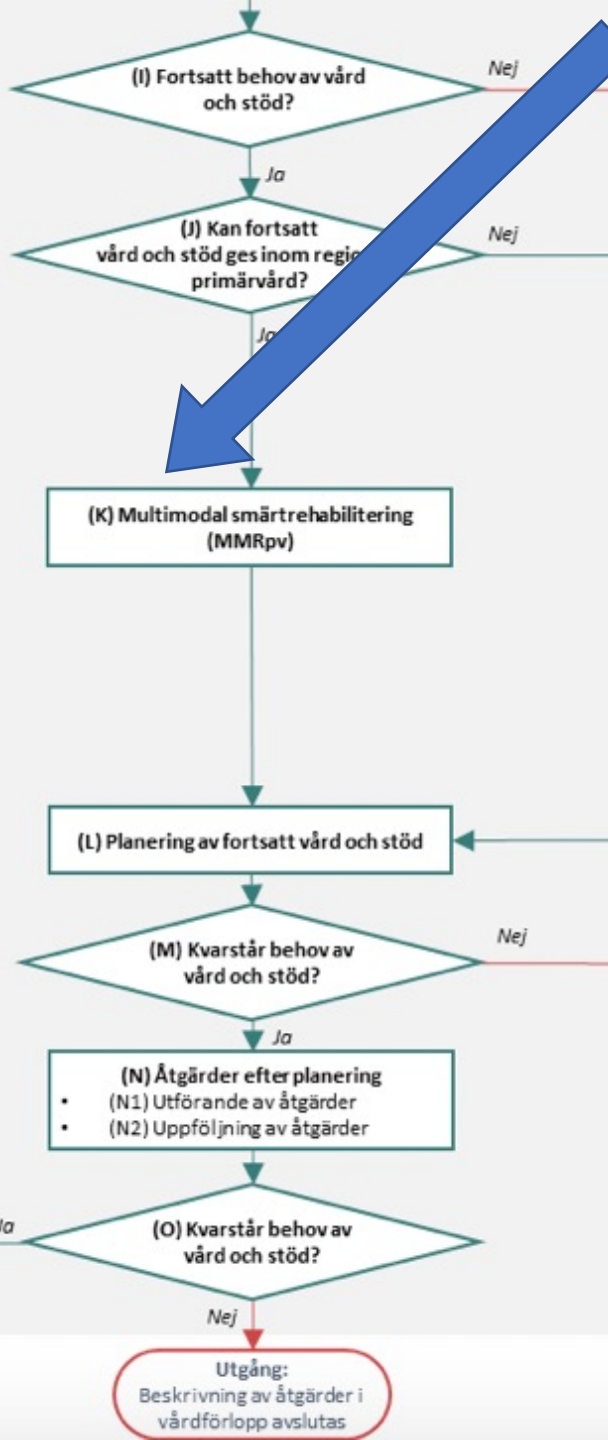 (I) Fortsatt behov av vård
och stöd?
Nej
Ja
(J) Kan fortsatt
vård och stöd ges inom
primärvård?
Nej
Ja
(K) Multimodal smärtrehabilitering
(MMRpv)
(L) Planering av fortsatt vård och stöd
(M) Kvarstår behov av
vård och stöd?
Nej
Ja
(N) Åtgärder efter planering
• (N1) Utförande av åtgärder
• (N2) Uppföljning av åtgärder
(O) Kvarstår behov av
vård och stöd?
Nej
Utgång:
Beskrivning av åtgärder i
vårdförlopp avslutas